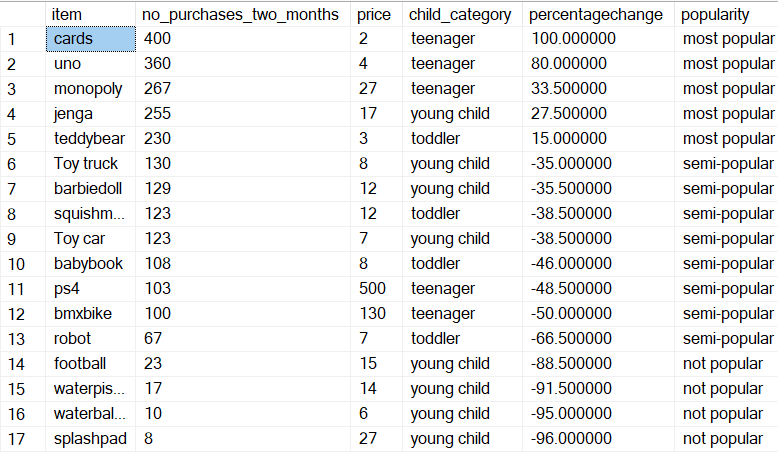 item no_purchases_two_months price child_category percentagechange popularity
1 cards 400 2 teenager 100.000000 most popular
2 uno 360 4 teenager 80.000000 most popular
3 monopoly 267 27 teenager 33.500000 most popular
4 jenga 255 17 young child 27.500000 most popular
5 teddybear 230 3 toddler 15.000000 most popular
6 Toy truck 130 8 young child -35.000000 semi-popular
7 barbiedoll 129 12 young child -35.500000 semi-popular
8 squishm... 123 12 toddler -38.500000 semi-popular
9 Toy car 123 7 young child -38.500000 semi-popular
10 babybook 108 8 toddler -46.000000 semi-popular
11 ps4 103 500 teenager -48.500000 semi-popular
12 bmxbike 100 130 teenager -50.000000 semi-popular
13 robot 67 7 toddler -66.500000 semi-popular
14 football 23 15 young child -88.500000 not popular
15 waterpis... 17 14 young child -91.500000 not popular
16 waterbal... 10 6 young child -95.000000 not popular
17 splashpad 8 27 young child -96.000000 not popular